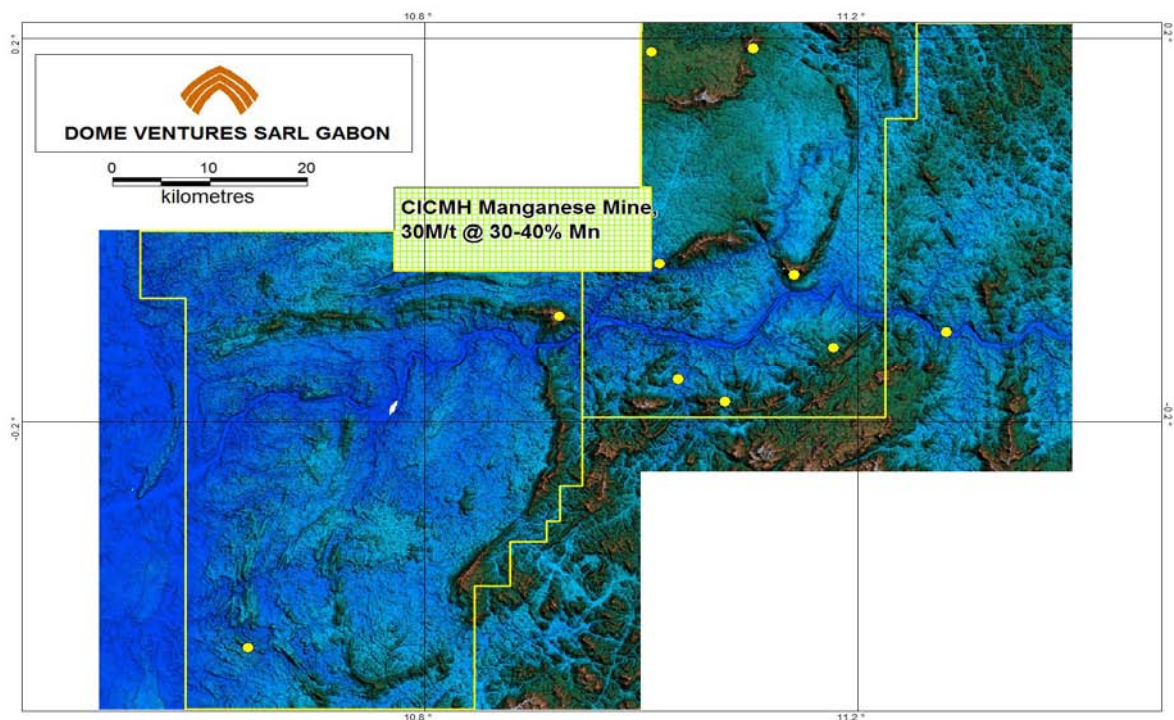 10.8 °
11.2 °
0.2 °
0.2 °
DOME VENTURES SARL GABON
0
10
20
kilometres
CICMH Manganese Mine,
30M/t @ 30-40% Mn
-0.2 °
-0.2 °
10.8 °
11.2 °